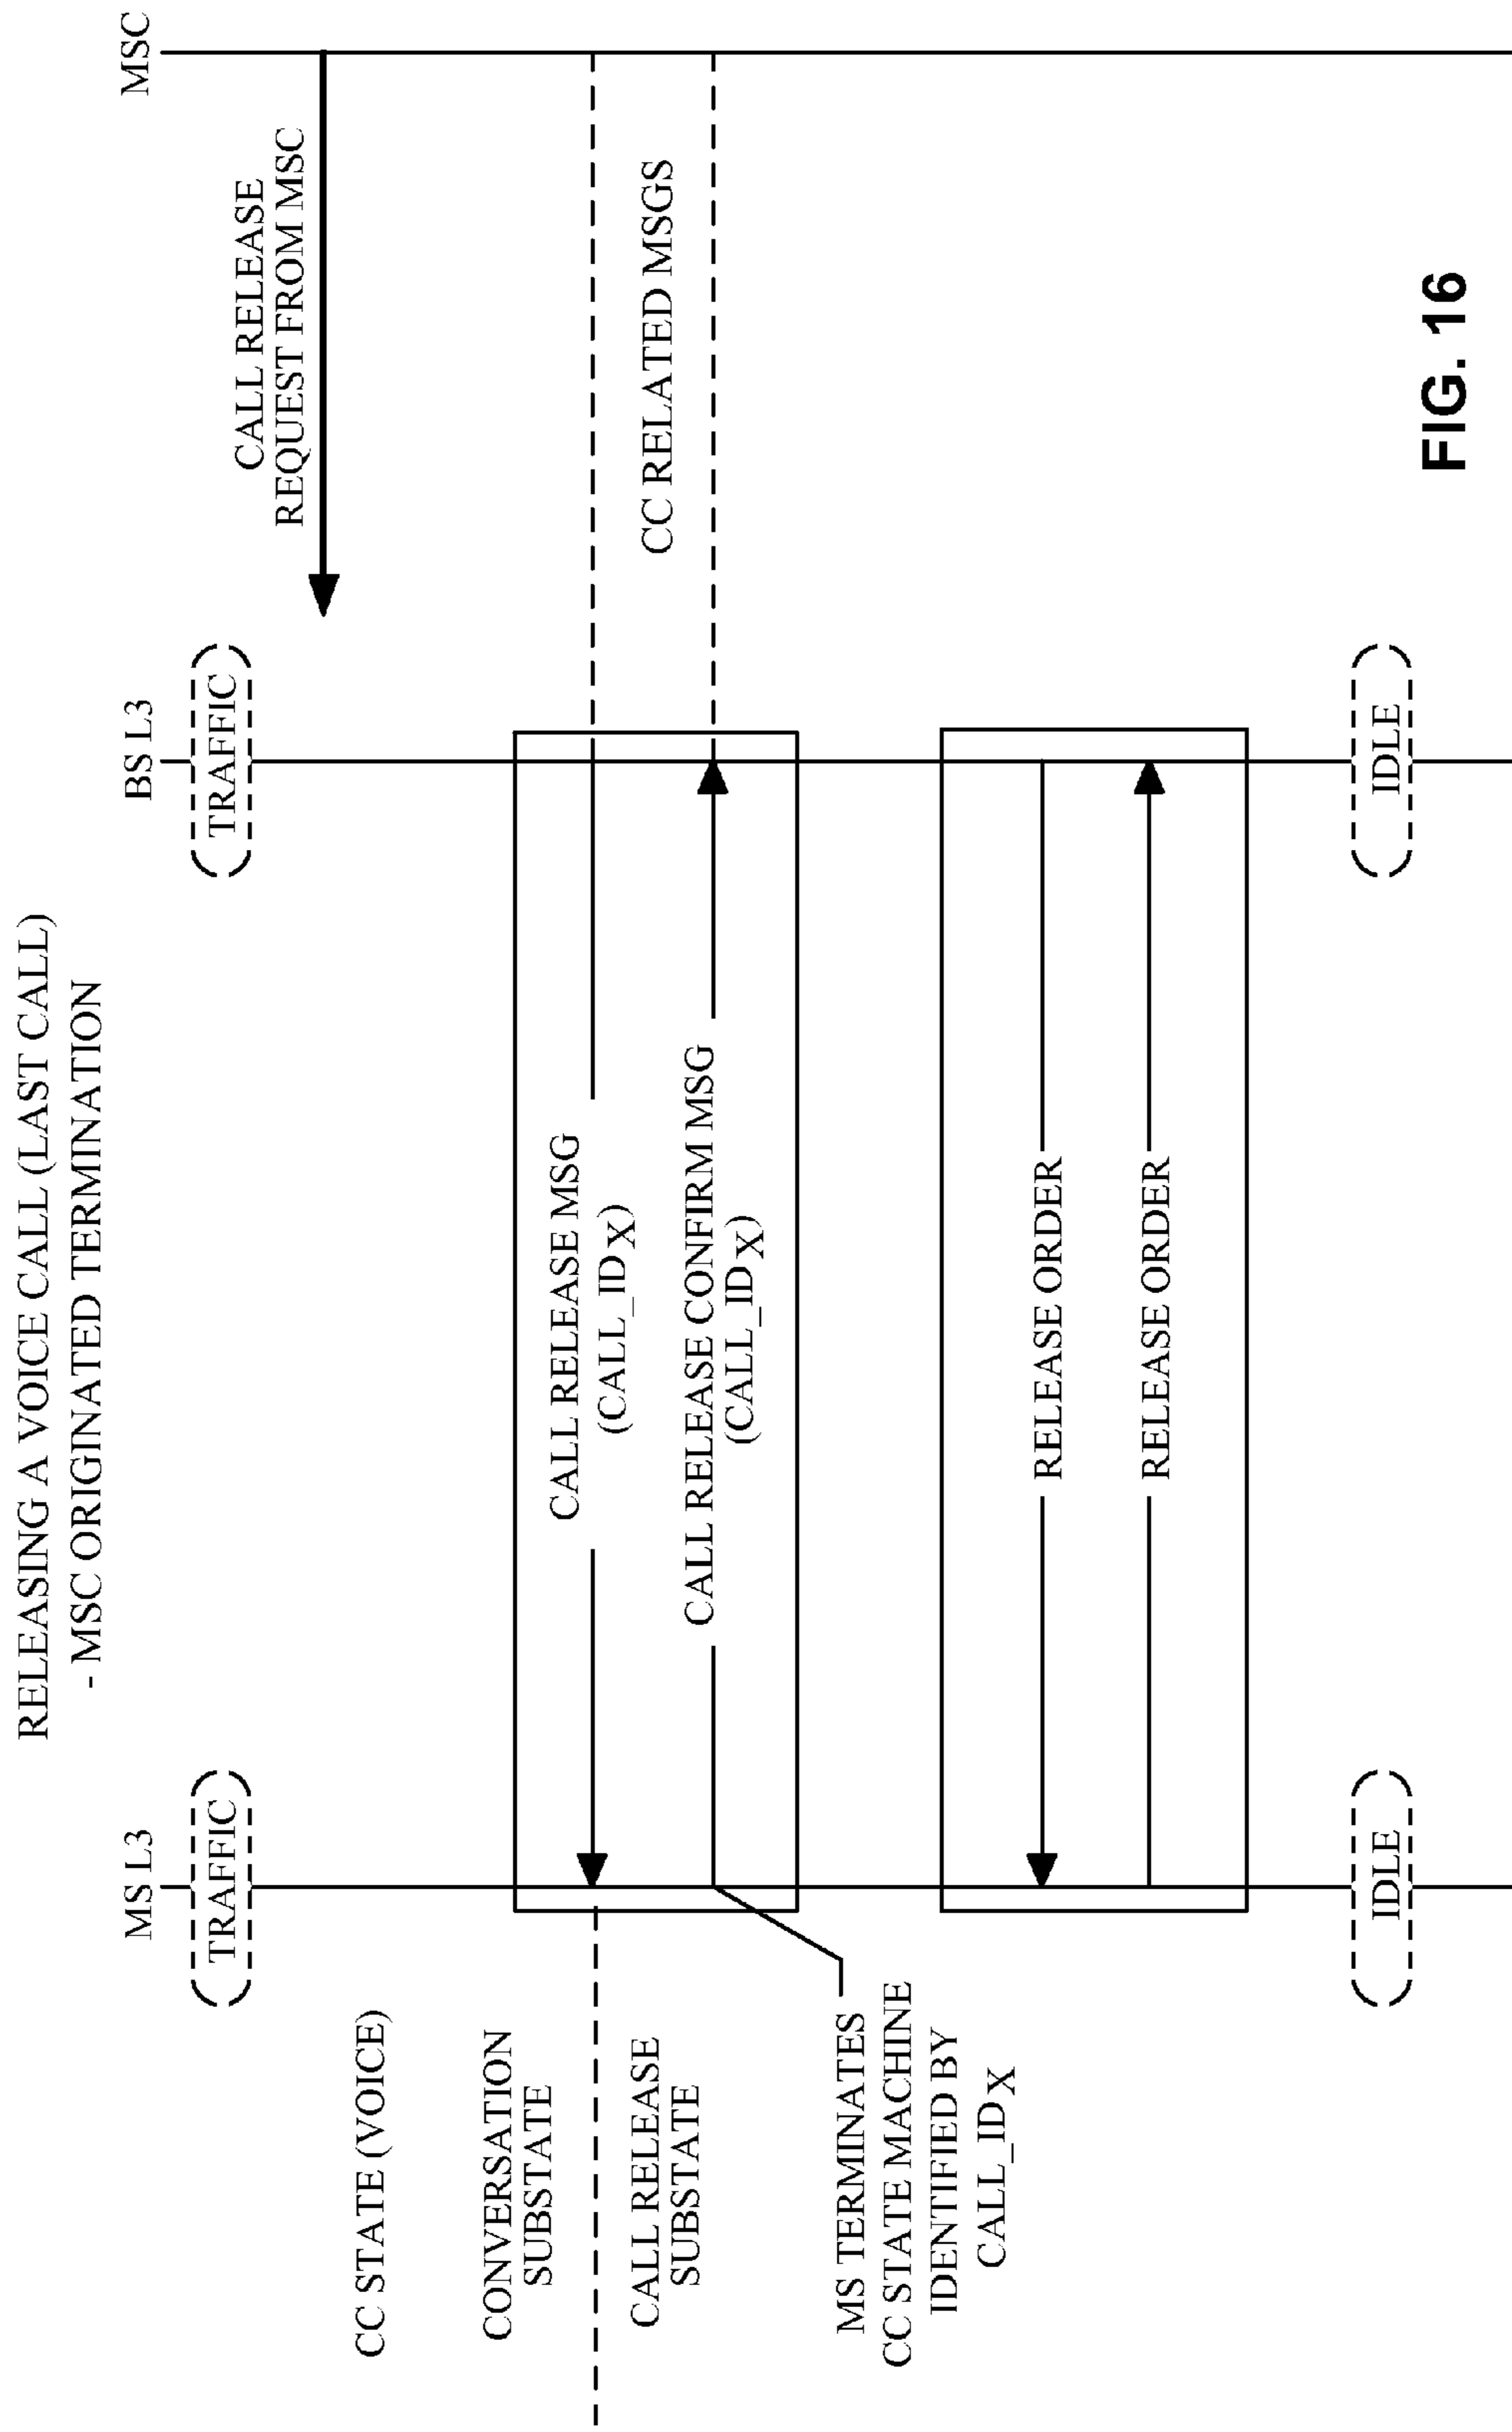 RELEASING A VOICE CALL (LAST CALL)
- MSC ORIGINATED TERMINATION
MS L3
BS L3
MSC
TRAFFIC
TRAFFIC
CALL RELEASE
REQUEST FROM MSC
CC STATE (VOICE)
CONVERSATION
SUBSTATE
CALL RELEASE
SUBSTATE
CALL RELEASE MSG
(CALL_IDX)
CC RELATED MSGS
CALL RELEASE CONFIRM MSG
(CALL_IDX)
MS TERMINATES
CC STATE MACHINE
IDENTIFIED BY
CALL_IDX
RELEASE ORDER
RELEASE ORDER
IDLE
IDLE
FIG. 16